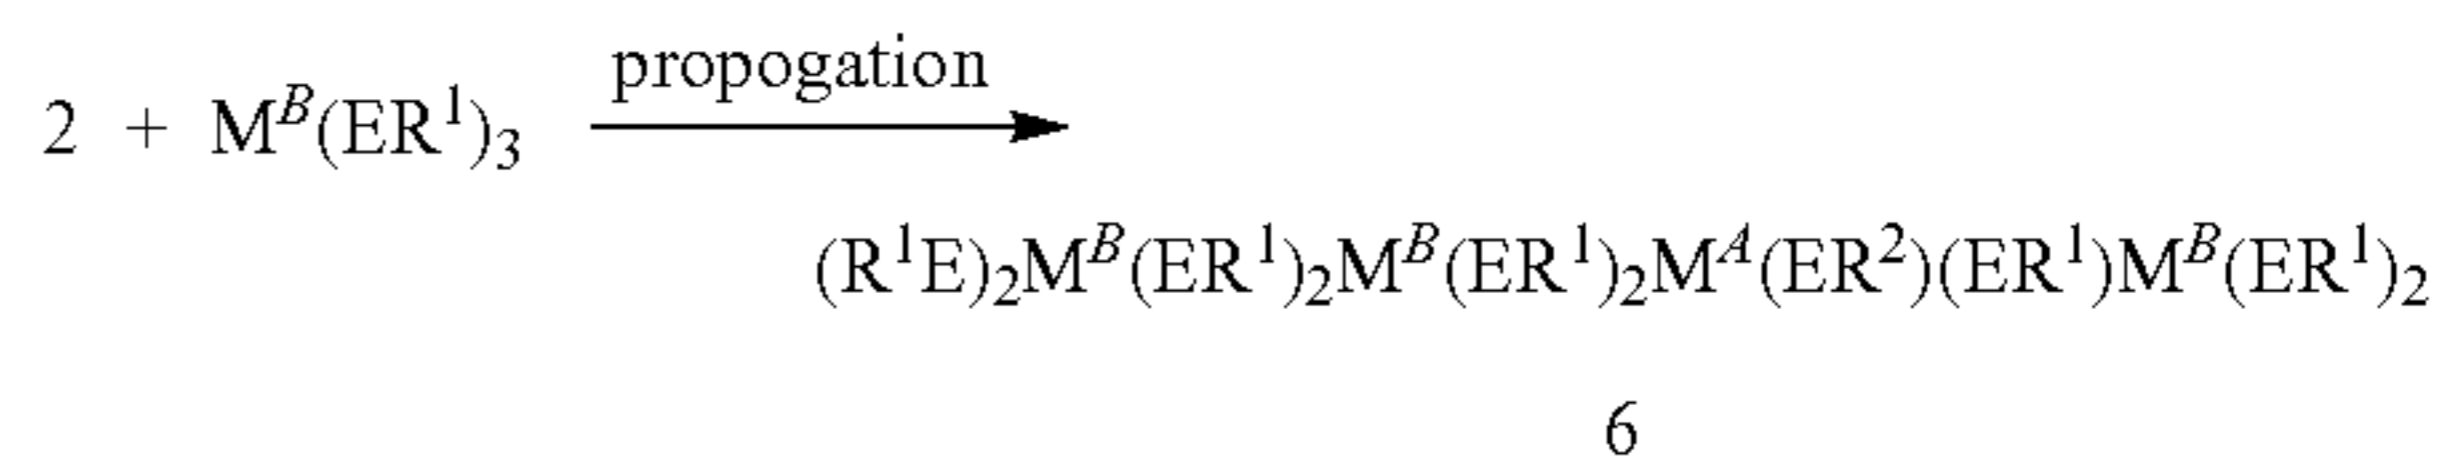 propogation
2 + M^B(ER^1)_3
(R^1E)_2M^B(ER^1)_2M^B(ER^1)_2M^A(ER^2)(ER^1)M^B(ER^1)_2
6